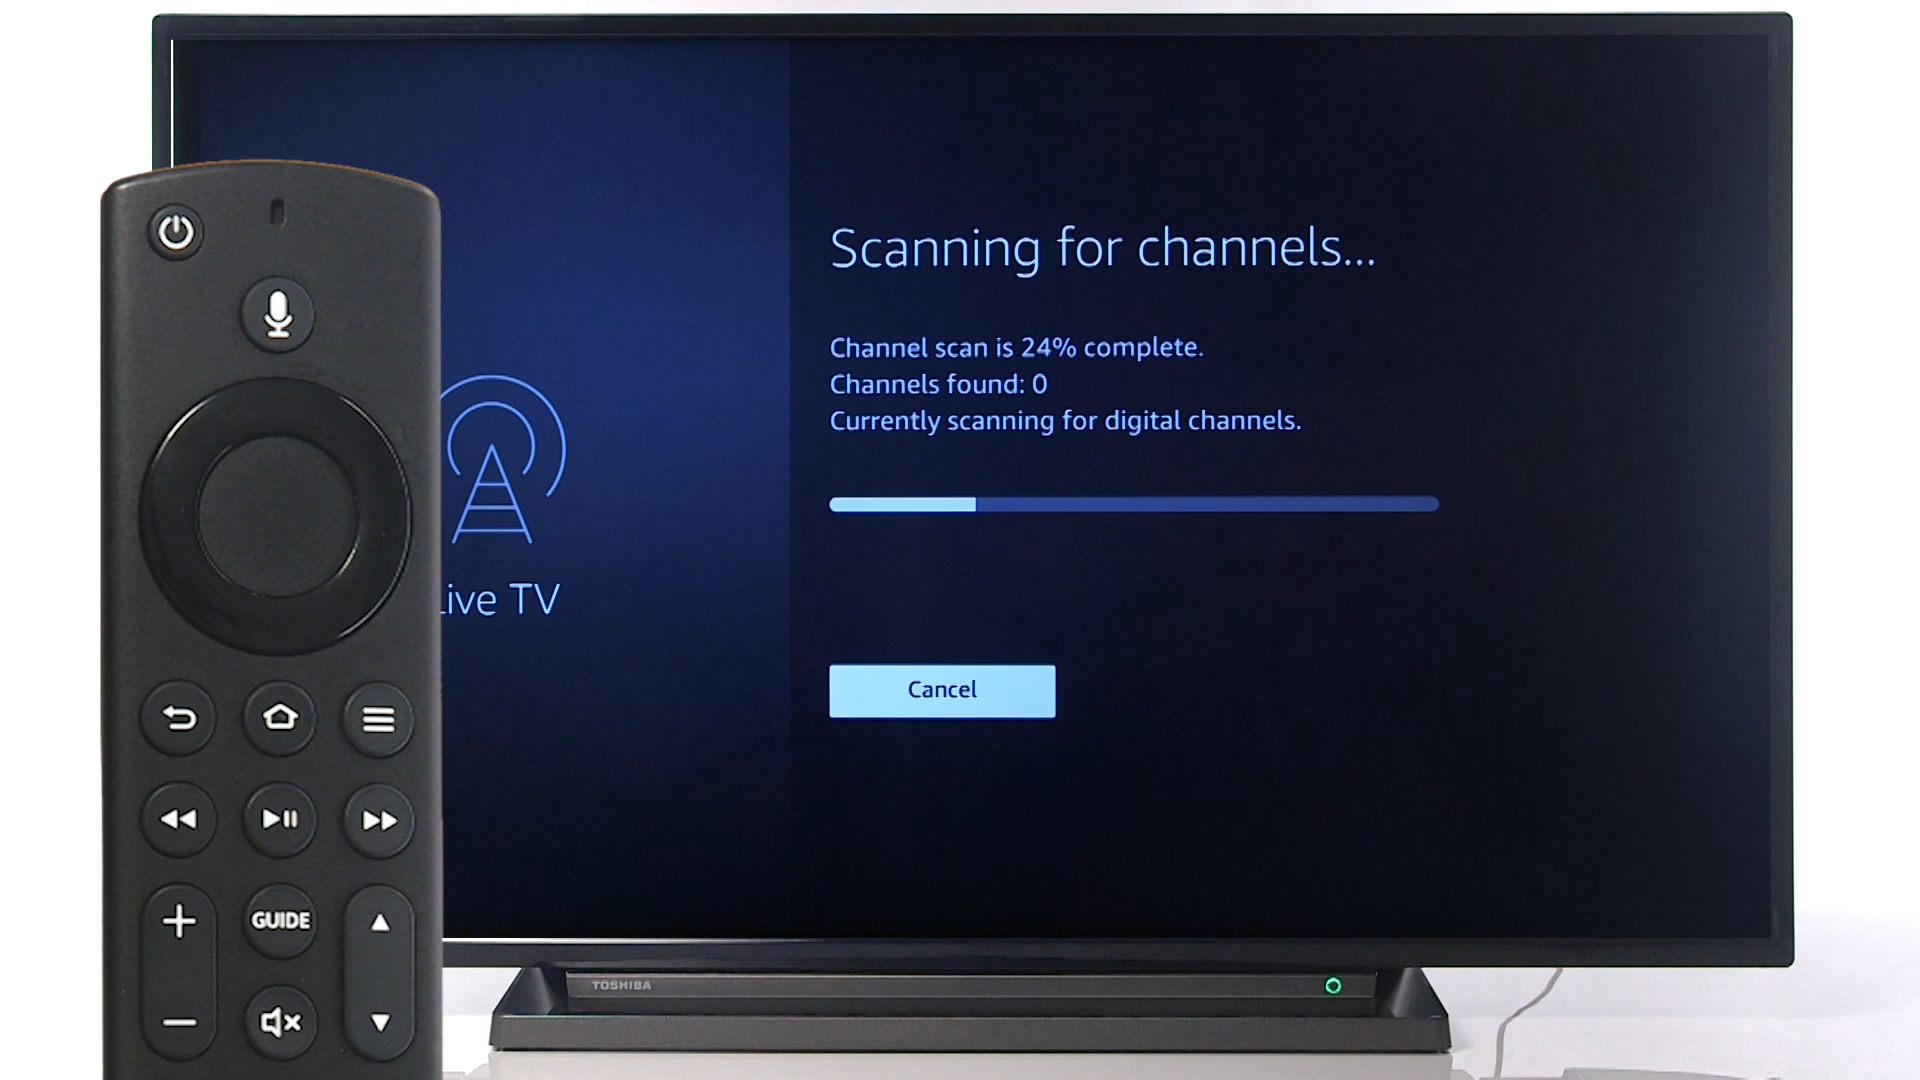 Scanning for channels...
Channel scan is 24% complete.
Channels found: 0
Currently scanning for digital channels.
Live TV
Cancel
GUIDE
TOSHIBA